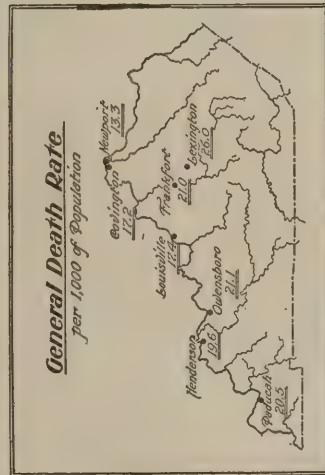 General Death Rate
per 1,000 of Population
Newport
13.3
Covington
17.2
Frankfort
21.0
Lexington
26.0
Louisville
17.4
Owensboro
21.1
Henderson
19.6
Paducah
20.5